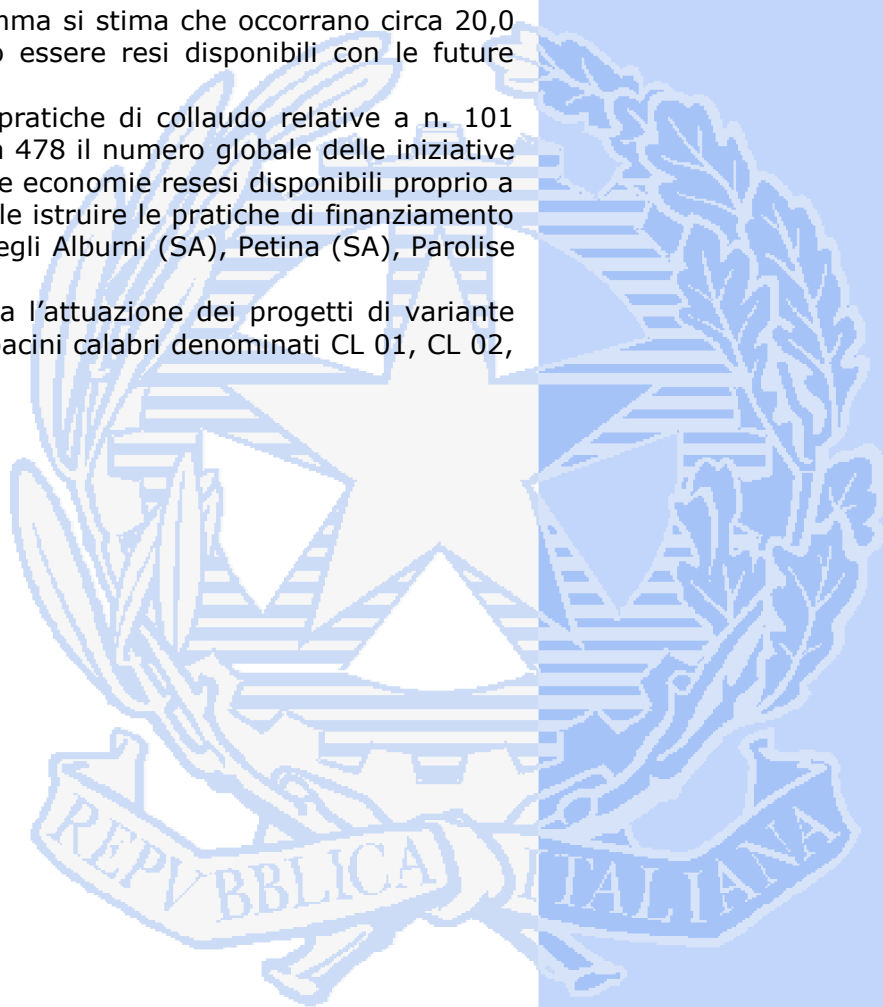 mma si stima che occorrano circa 20,0
o essere resi disponibili con le future
pratiche di collaudo relative a n. 101
a 478 il numero globale delle iniziative
e economie resesi disponibili proprio a
le istruire le pratiche di finanziamento
egli Alburni (SA), Petina (SA), Parolise
a l’attuazione dei progetti di variante
bacini calabri denominati CL 01, CL 02,
REPVBBLICA ITALIANA